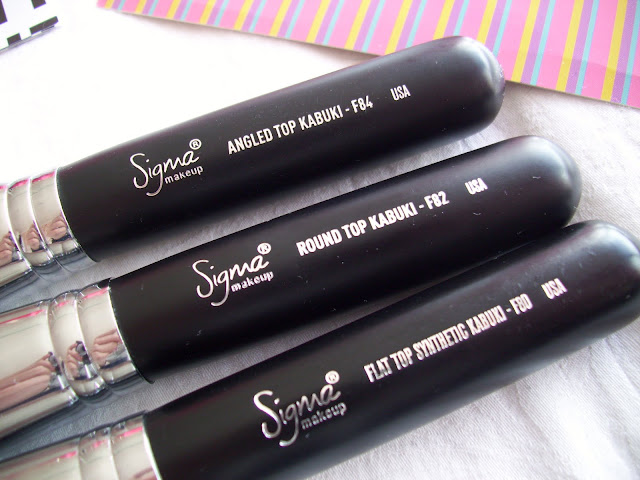 Sigma® makeup ANGLED TOP KABUKI - F84 USA
Sigma® makeup ROUND TOP KABUKI - F82 USA
Sigma® makeup FLAT TOP SYNTHETIC KABUKI - F80 USA